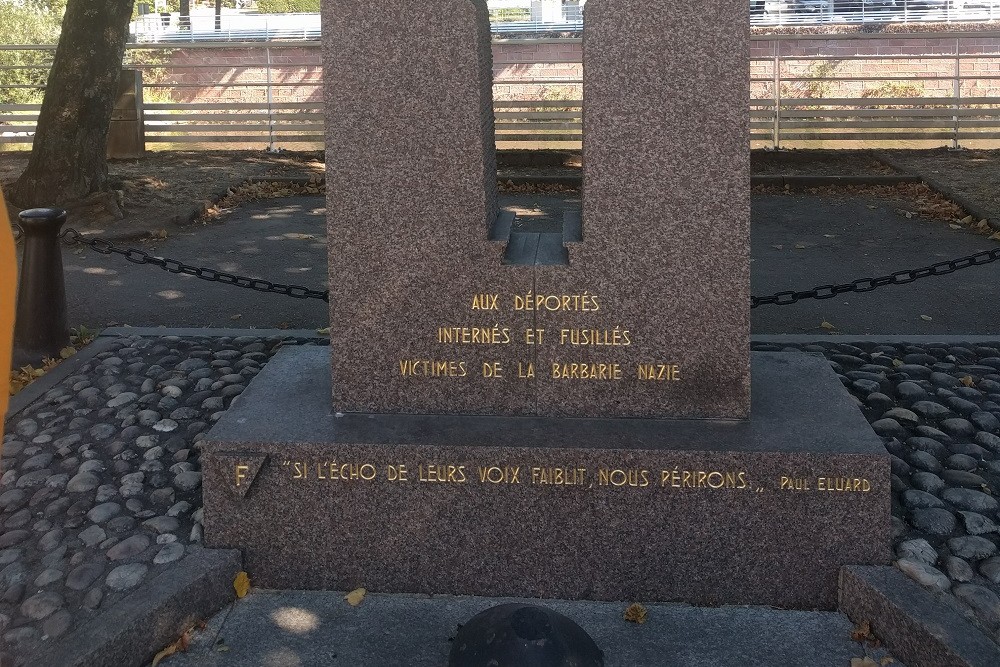 AUX DÉPORTÉS
INTERNÉS ET FUSILLÉS
VICTIMES DE LA BARBARIE NAZIE
F
"SI L'ÉCHO DE LEURS VOIX FAIBLIT, NOUS PÉRIRONS.„ PAUL ELUARD